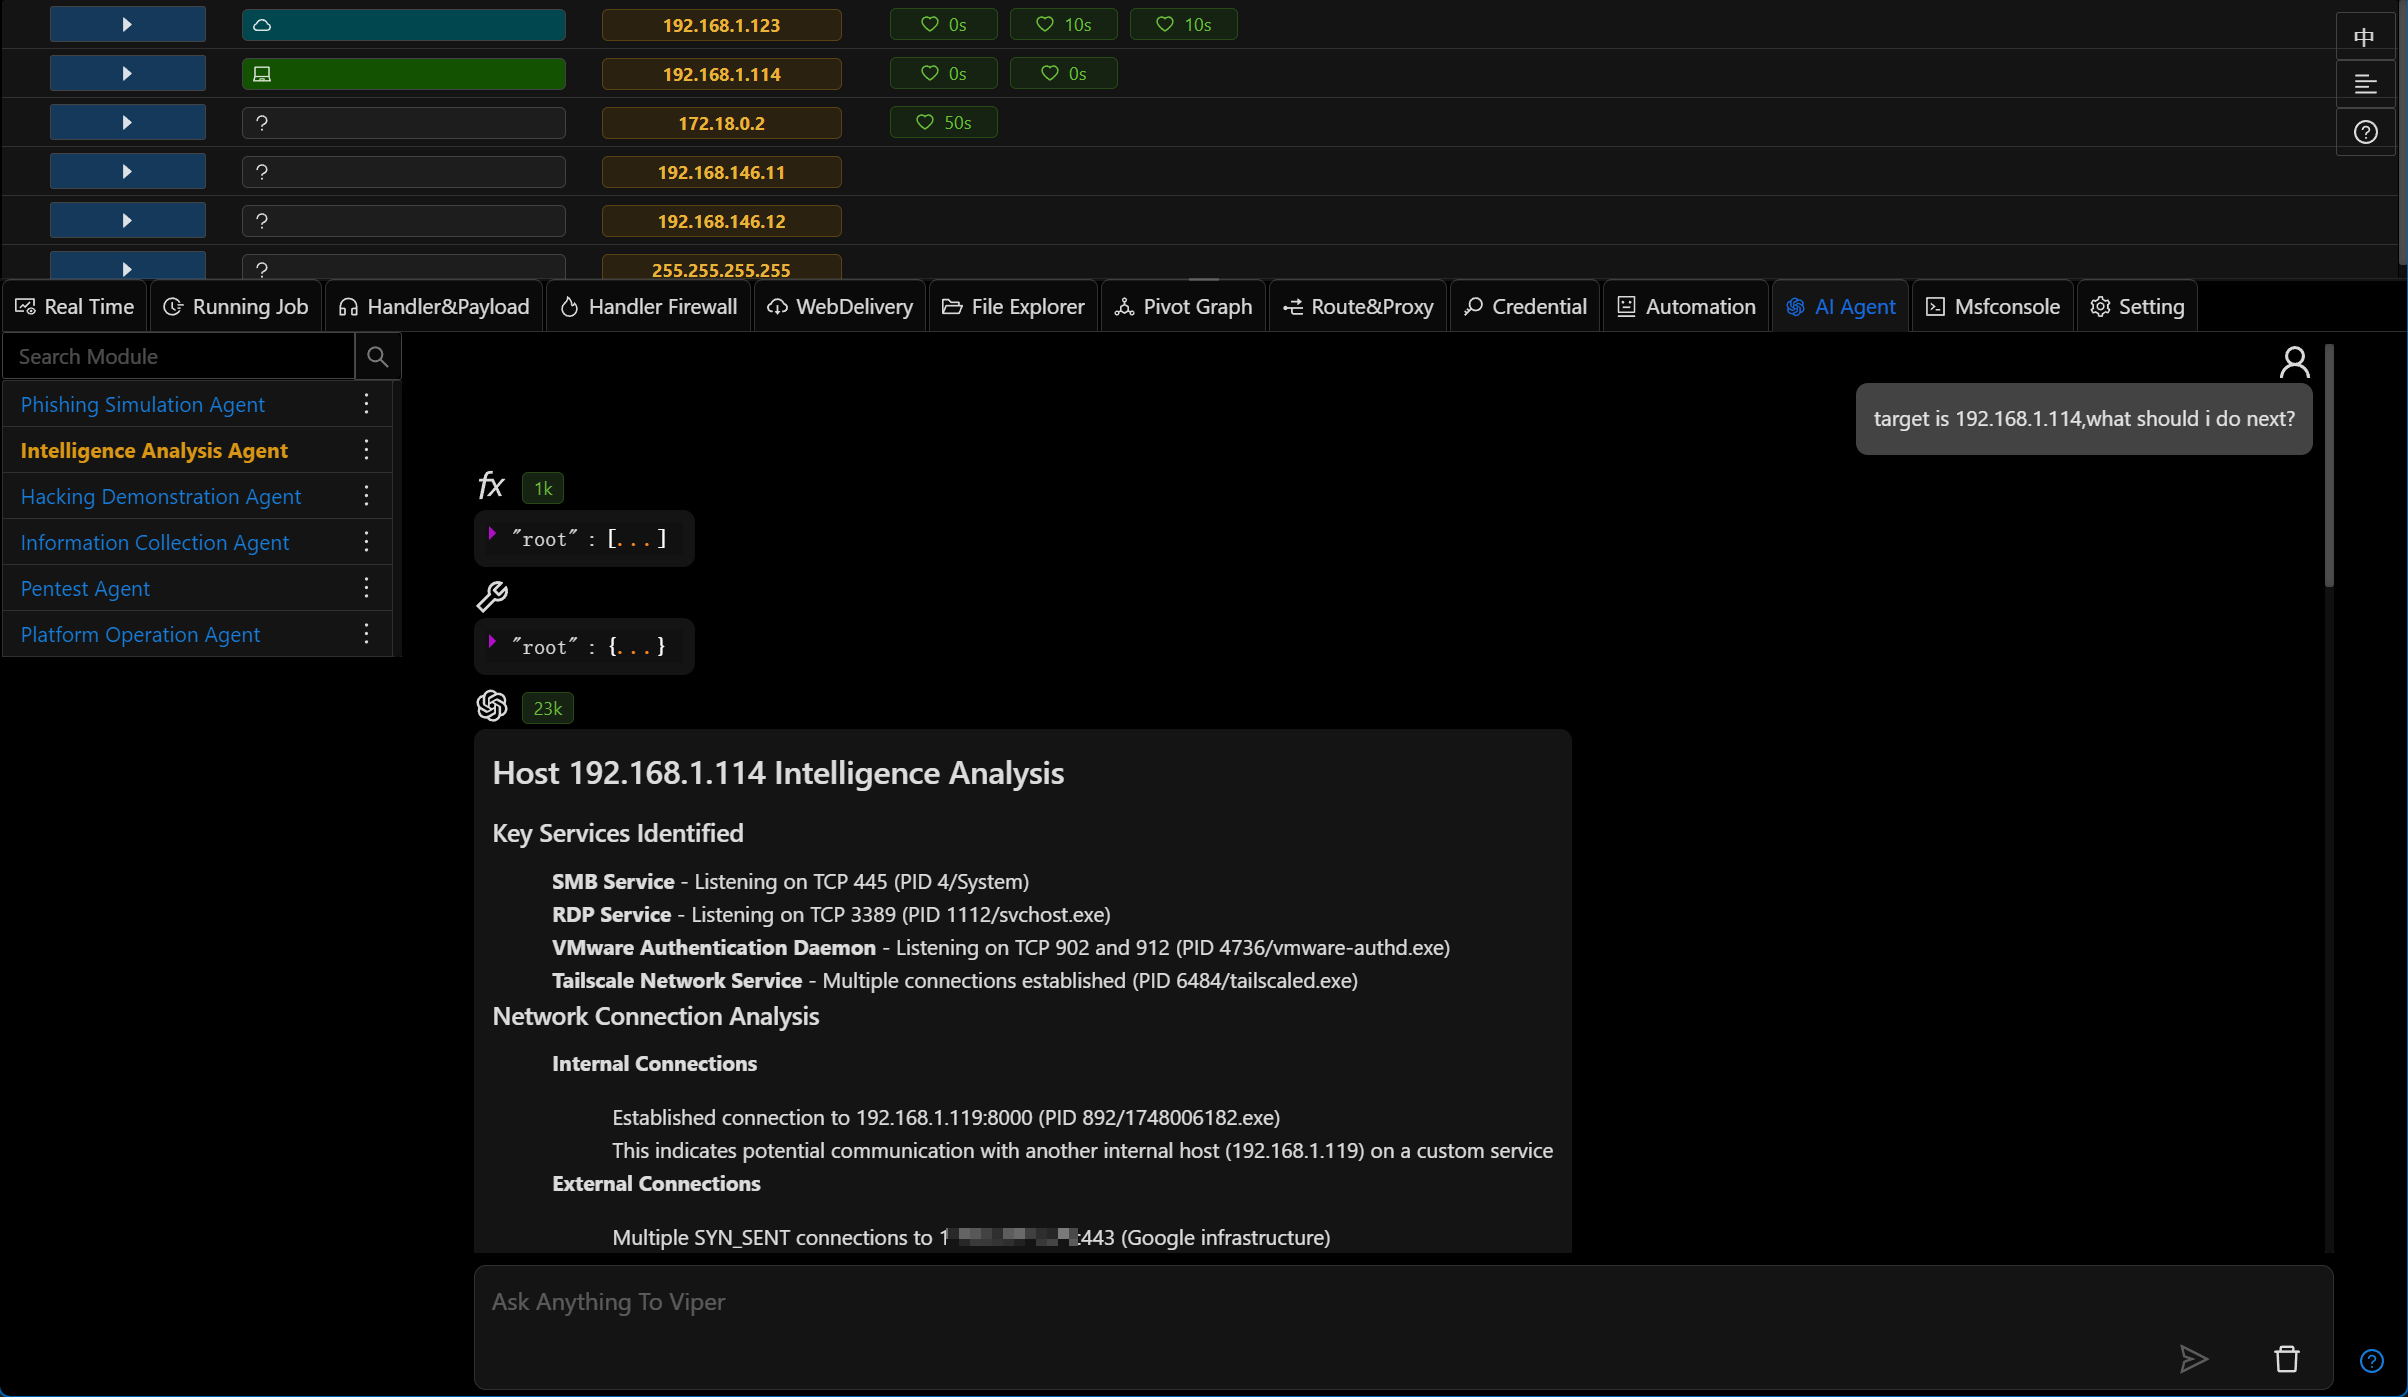 192.168.1.123 0s 10s 10s
中
192.168.1.114 0s 0s
? 172.18.0.2 50s
? 192.168.146.11
? 192.168.146.12
? 255.255.255.255
Real Time Running Job Handler&Payload Handler Firewall WebDelivery File Explorer Pivot Graph Route&Proxy Credential Automation AI Agent Msfconsole Setting
Search Module
Phishing Simulation Agent
Intelligence Analysis Agent
Hacking Demonstration Agent
Information Collection Agent
Pentest Agent
Platform Operation Agent
target is 192.168.1.114,what should i do next?
fx 1k
"root" : [...]
"root" : {...}
23k
Host 192.168.1.114 Intelligence Analysis
Key Services Identified
SMB Service - Listening on TCP 445 (PID 4/System)
RDP Service - Listening on TCP 3389 (PID 1112/svchost.exe)
VMware Authentication Daemon - Listening on TCP 902 and 912 (PID 4736/vmware-authd.exe)
Tailscale Network Service - Multiple connections established (PID 6484/tailscaled.exe)
Network Connection Analysis
Internal Connections
Established connection to 192.168.1.119:8000 (PID 892/1748006182.exe)
This indicates potential communication with another internal host (192.168.1.119) on a custom service
External Connections
Multiple SYN_SENT connections to 1 :443 (Google infrastructure)
Ask Anything To Viper